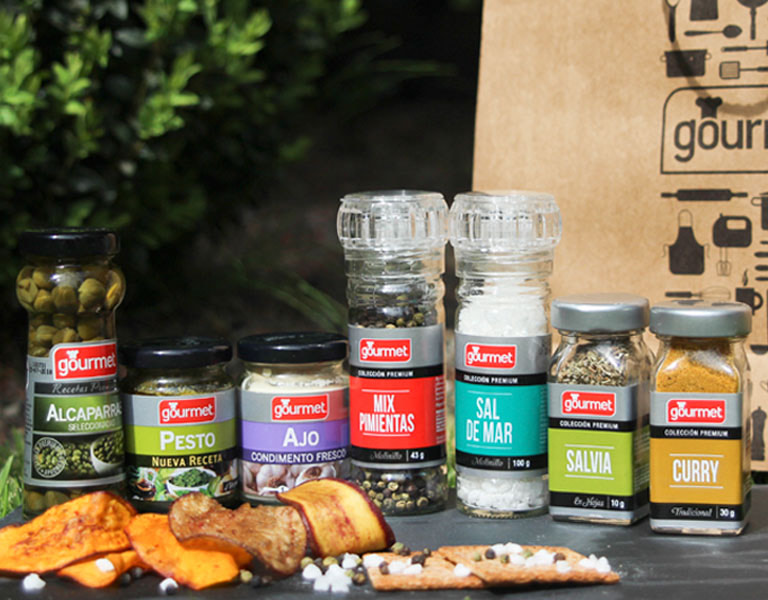 gourm
gourmet
Recetas
ALCAPARRA
SELECCIONADAS
gourmet
PESTO
NUEVA RECETA
gourmet
AJO
CONDIMENTO FRESCO
gourmet
COLECCIÓN PREMIUM
MIX
PIMIENTAS
Molinillo 43 g
gourmet
COLECCIÓN PREMIUM
SAL
DE MAR
Molinillo 100 g
gourmet
COLECCIÓN PREMIUM
SALVIA
En Hojas 10 g
gourmet
COLECCIÓN PREMIUM
CURRY
Tradicional 30 g